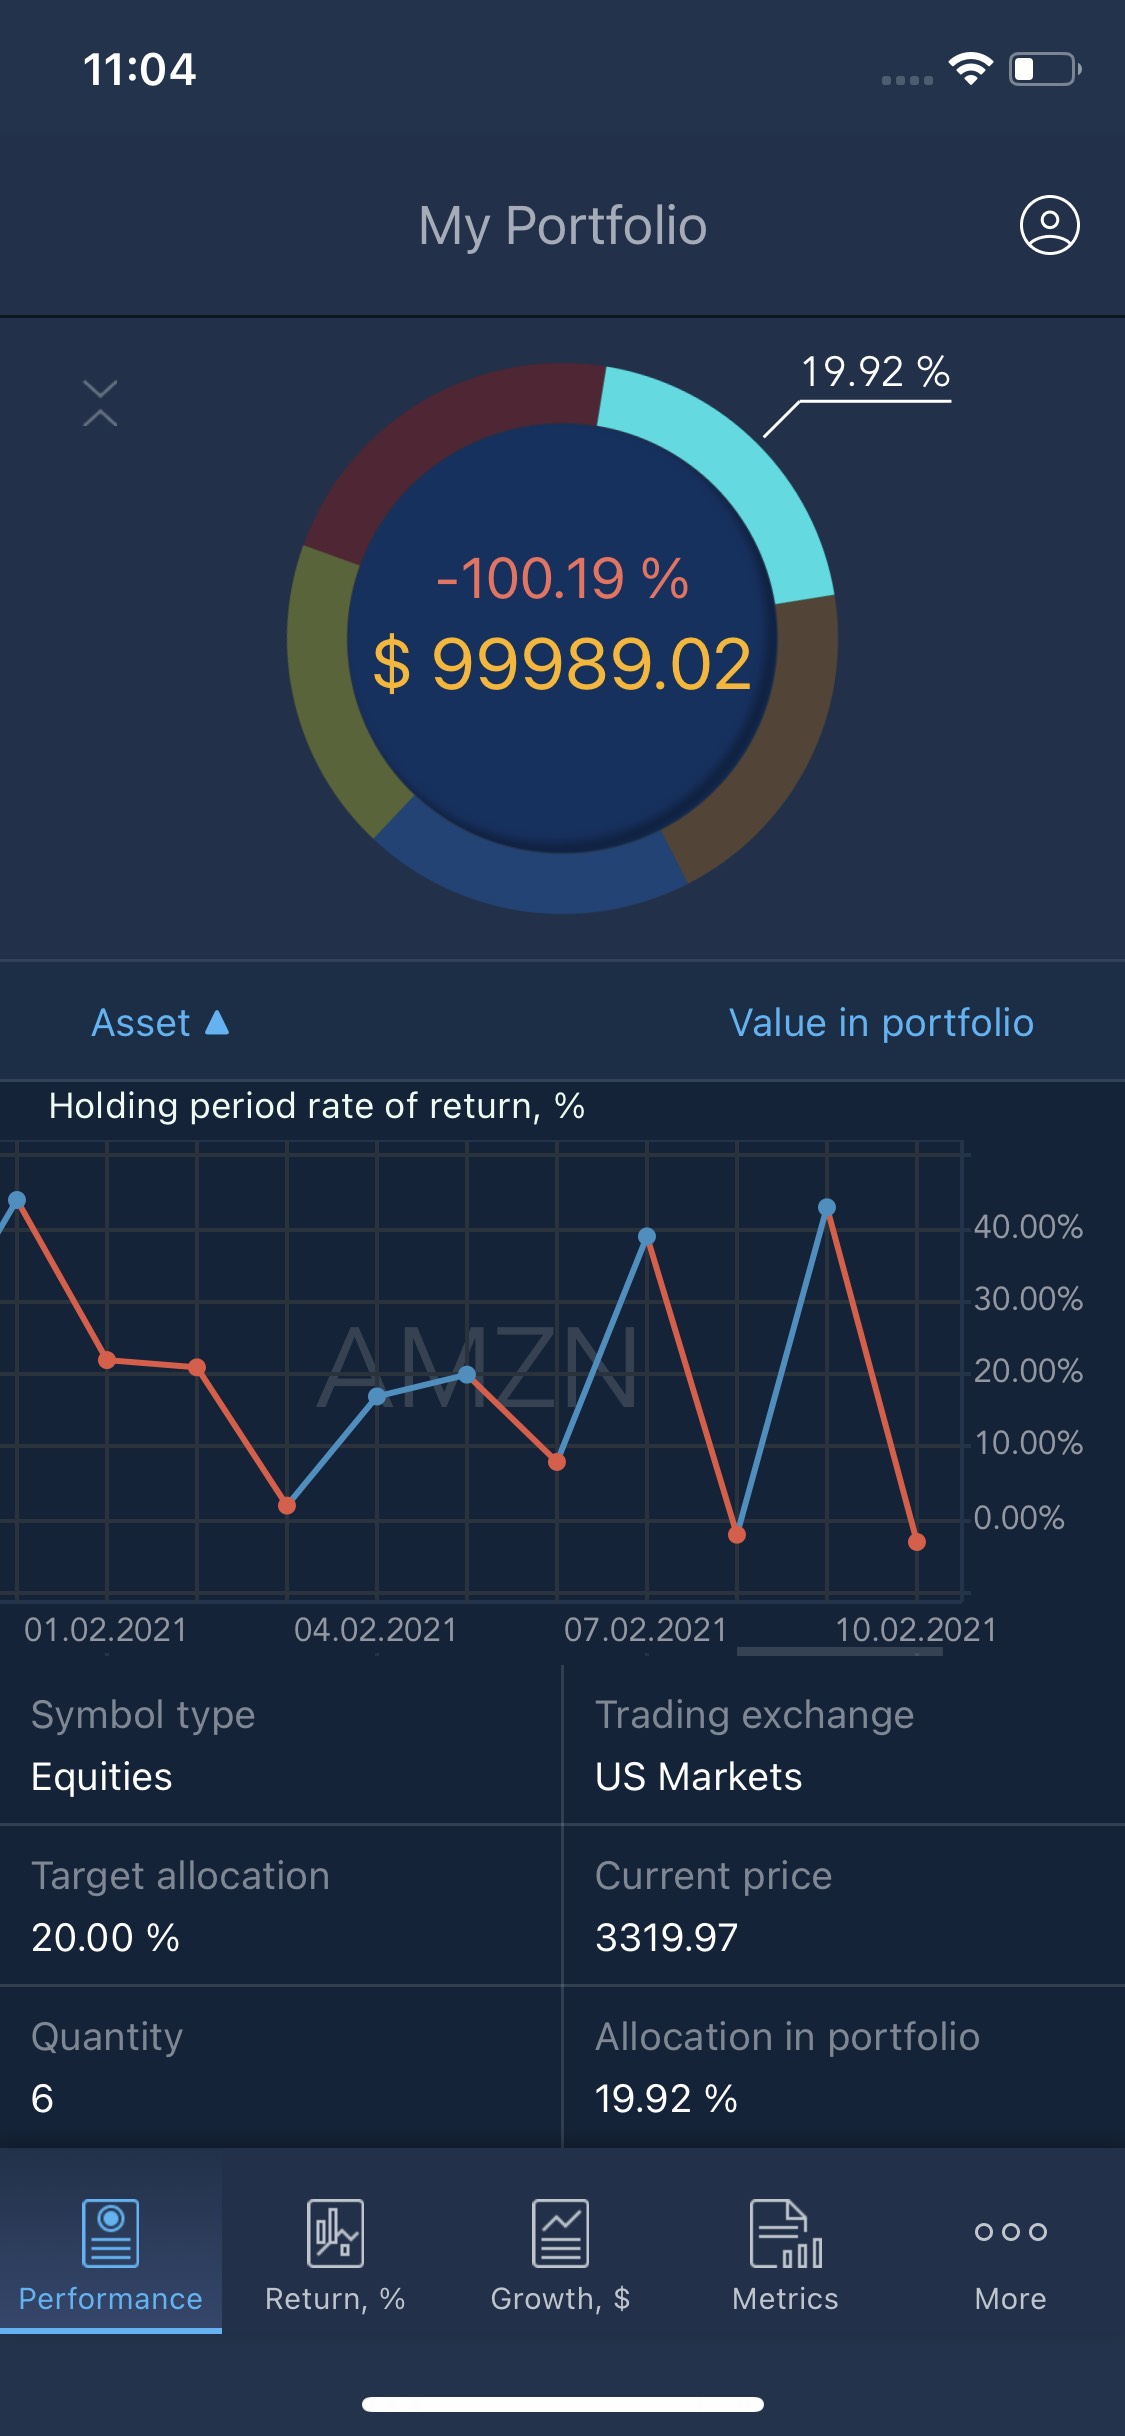 11:04
My Portfolio
19.92 %
-100.19 %
$ 99989.02
Asset ▲ Value in portfolio
Holding period rate of return, %
AMZN
40.00%
30.00%
20.00%
10.00%
0.00%
01.02.2021 04.02.2021 07.02.2021 10.02.2021
Symbol type
Equities
Trading exchange
US Markets
Target allocation
20.00 %
Current price
3319.97
Quantity
6
Allocation in portfolio
19.92 %
Performance Return, % Growth, $ Metrics More